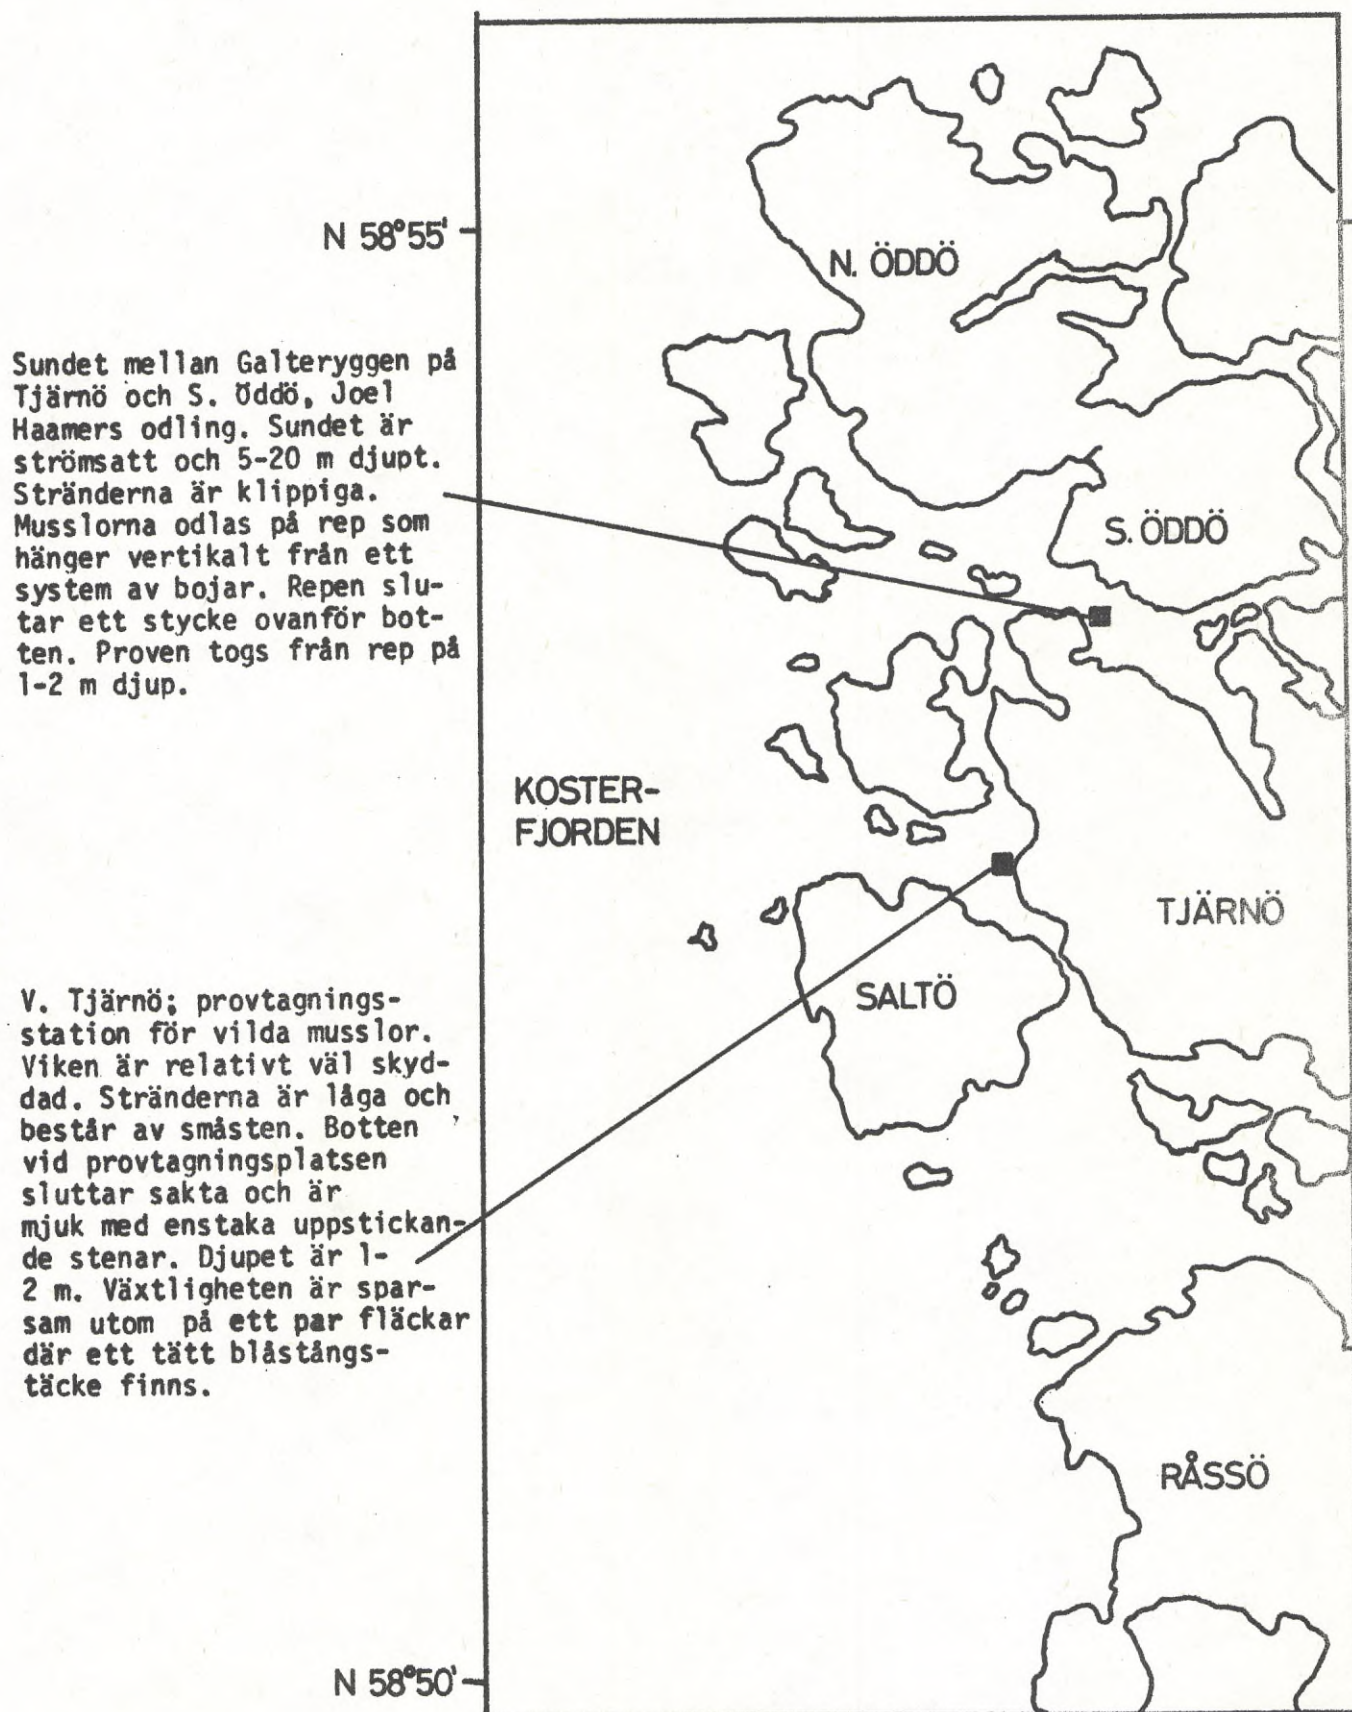 N 58°55'
N. ÖDDÖ
Sundet mellan Galteryggen på
Tjärnö och S. Öddö, Joel
Haamers odling. Sundet är
strömsatt och 5-20 m djupt.
Stränderna är klippiga.
Musslorna odlas på rep som
hänger vertikalt från ett
system av bojar. Repen slu-
tar ett stycke ovanför bot-
ten. Proven togs från rep på
1-2 m djup.
S. ÖDDÖ
KOSTER-
FJORDEN
TJÄRNÖ
SALTÖ
V. Tjärnö; provtagnings-
station för vilda musslor.
Viken är relativt väl skyd-
dad. Stränderna är låga och
består av småsten. Botten
vid provtagningsplatsen
sluttar sakta och är
mjuk med enstaka uppstickan-
de stenar. Djupet är 1-
2 m. Växtligheten är spar-
sam utom på ett par fläckar
där ett tätt blåstångs-
täcke finns.
RÅSSÖ
N 58°50'